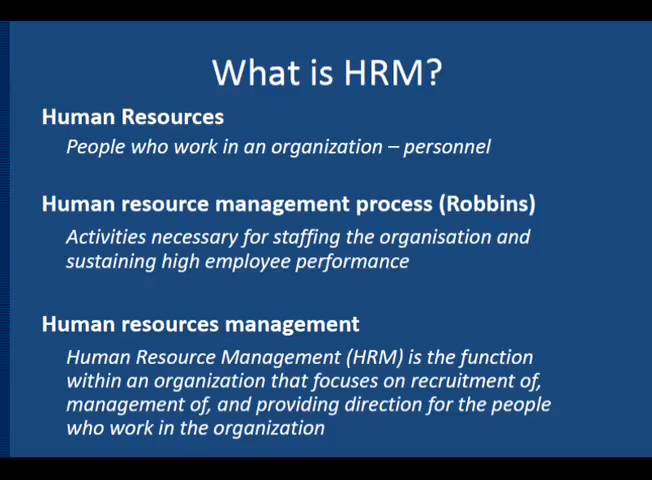 What is HRM?
Human Resources
People who work in an organization – personnel
Human resource management process (Robbins)
Activities necessary for staffing the organisation and
sustaining high employee performance
Human resources management
Human Resource Management (HRM) is the function
within an organization that focuses on recruitment of,
management of, and providing direction for the people
who work in the organization